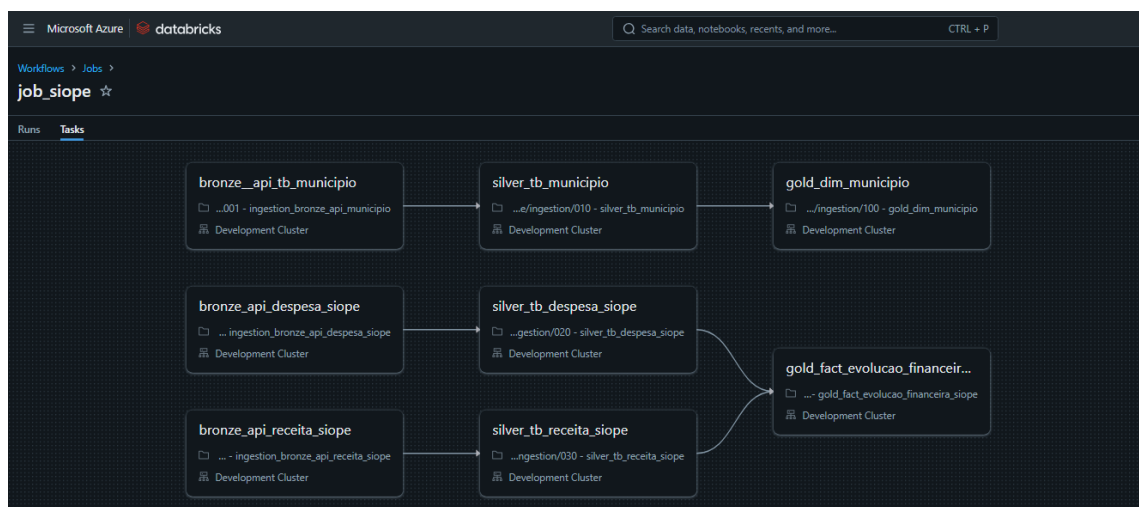 Microsoft Azure databricks
Search data, notebooks, recents, and more... CTRL + P
Workflows > Jobs >
job_siope
Runs Tasks
bronze__api_tb_municipio
...001 - ingestion_bronze_api_municipio
Development Cluster
silver_tb_municipio
...e/ingestion/010 - silver_tb_municipio
Development Cluster
gold_dim_municipio
.../ingestion/100 - gold_dim_municipio
Development Cluster
bronze_api_despesa_siope
... ingestion_bronze_api_despesa_siope
Development Cluster
silver_tb_despesa_siope
...gestion/020 - silver_tb_despesa_siope
Development Cluster
gold_fact_evolucao_financeir...
...- gold_fact_evolucao_financeira_siope
Development Cluster
bronze_api_receita_siope
... - ingestion_bronze_api_receita_siope
Development Cluster
silver_tb_receita_siope
...ngestion/030 - silver_tb_receita_siope
Development Cluster